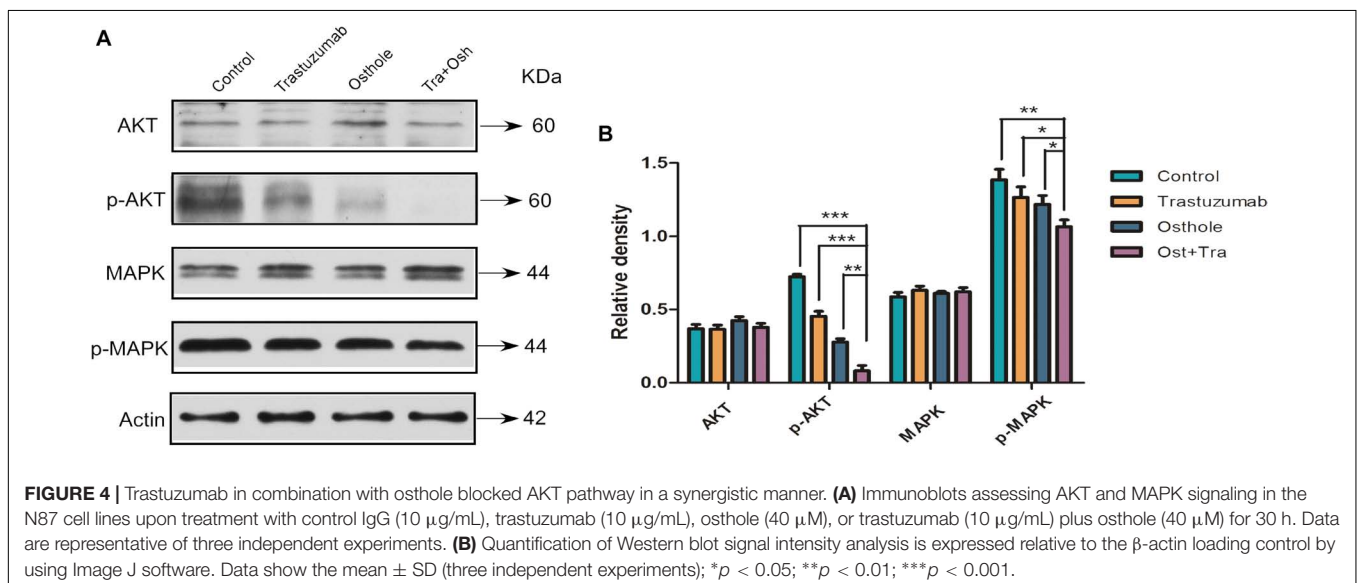 A
Control Trastuzumab Osthole Tra+Osh
KDa
AKT 60
p-AKT 60
MAPK 44
p-MAPK 44
Actin 42
B
Relative density
1.5
1.0
0.5
0.0
*** *** **
** * *
AKT p-AKT MAPK p-MAPK
Control
Trastuzumab
Osthole
Ost+Tra
FIGURE 4 | Trastuzumab in combination with osthole blocked AKT pathway in a synergistic manner. (A) Immunoblots assessing AKT and MAPK signaling in the
N87 cell lines upon treatment with control IgG (10 μg/mL), trastuzumab (10 μg/mL), osthole (40 μM), or trastuzumab (10 μg/mL) plus osthole (40 μM) for 30 h. Data
are representative of three independent experiments. (B) Quantification of Western blot signal intensity analysis is expressed relative to the β-actin loading control by
using Image J software. Data show the mean ± SD (three independent experiments); *p < 0.05; **p < 0.01; ***p < 0.001.